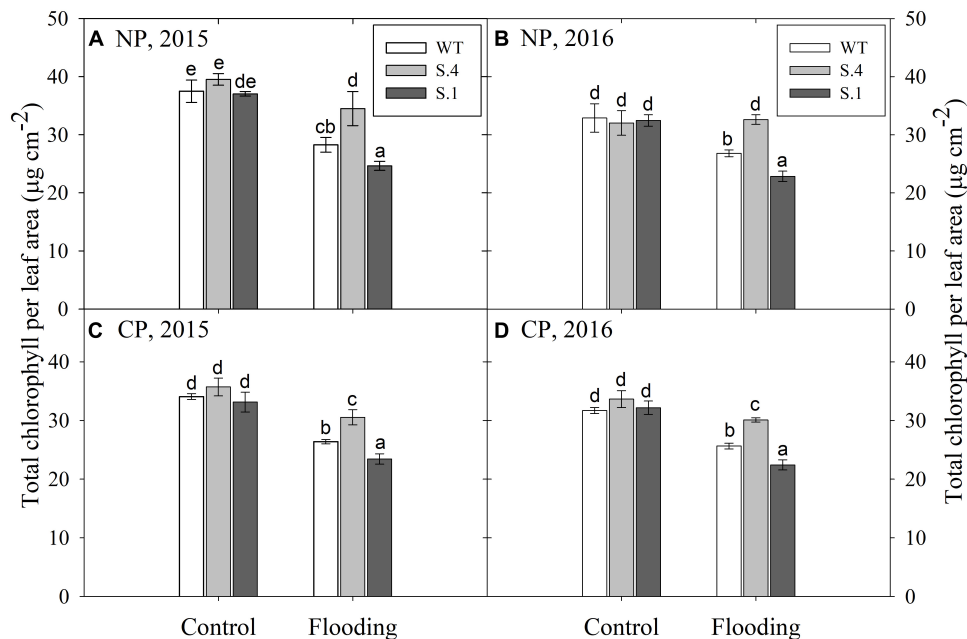 Total chlorophyll per leaf area (µg cm⁻²)
50
40
30
20
10
0
40
30
20
10
0
A NP, 2015
WT
S.4
S.1
e
e
de
cb
d
a
B NP, 2016
WT
S.4
S.1
d
d
d
b
d
a
C CP, 2015
d
d
d
b
c
a
D CP, 2016
d
d
d
b
c
a
50
40
30
20
10
0
40
30
20
10
0
Total chlorophyll per leaf area (µg cm⁻²)
Control Flooding Control Flooding